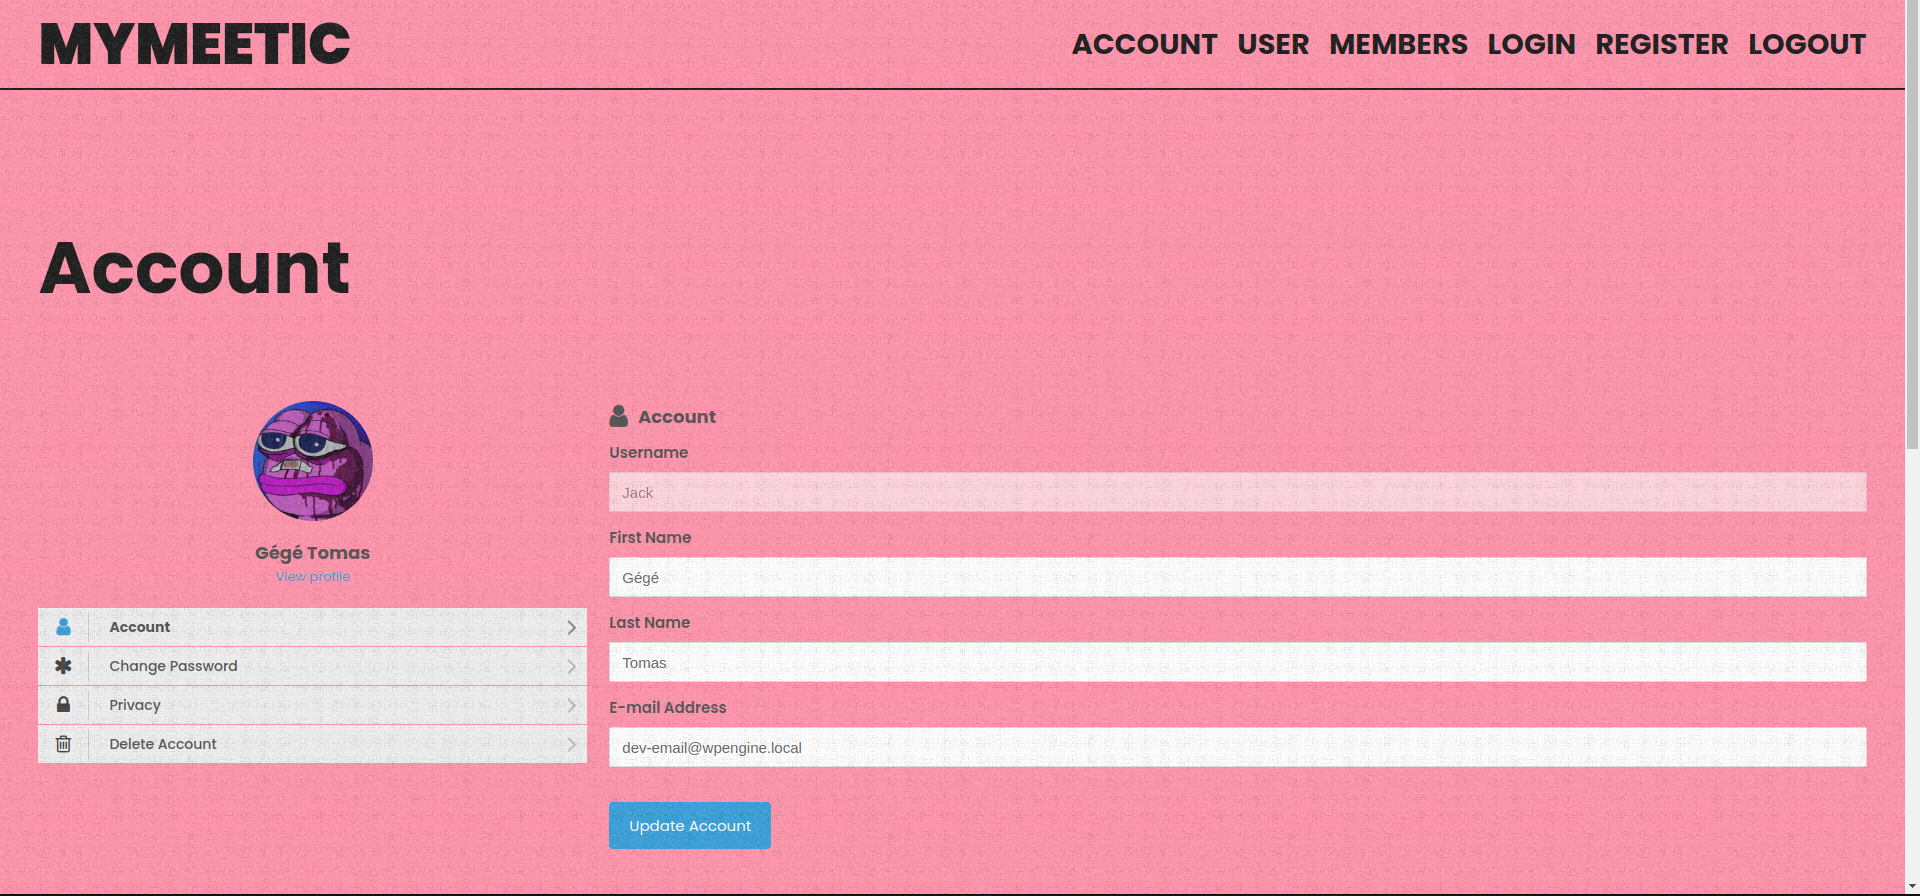 MYMEETIC
ACCOUNT USER MEMBERS LOGIN REGISTER LOGOUT
Account
Gégé Tomas
View profile
Account
Change Password
Privacy
Delete Account
Account
Username
Jack
First Name
Gégé
Last Name
Tomas
E-mail Address
dev-email@wpengine.local
Update Account